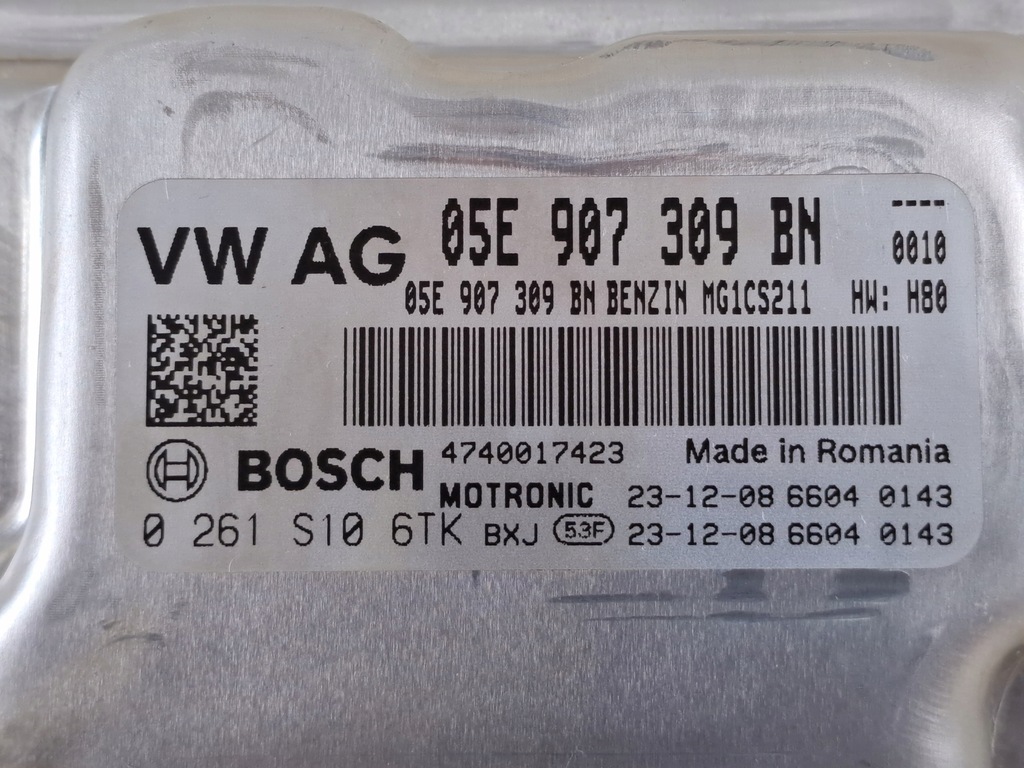 VW AG 05E 907 309 BN ----
0010
05E 907 309 BN BENZIN MG1CS211 HW: H80
BOSCH 4740017423 Made in Romania
MOTRONIC 23-12-08 6604 0143
0 261 S10 6TK BXJ 53F 23-12-08 6604 0143